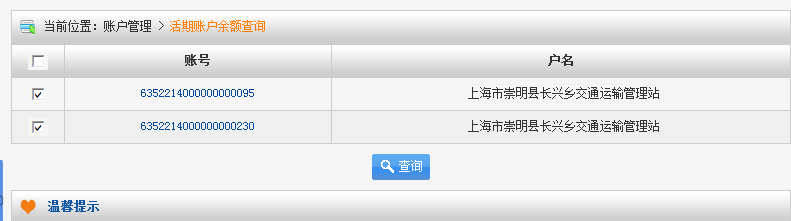 当前位置：账户管理 > 活期账户余额查询
账号 户名
6352214000000000095 上海市崇明县长兴乡交通运输管理站
6352214000000000230 上海市崇明县长兴乡交通运输管理站
查询
温馨提示